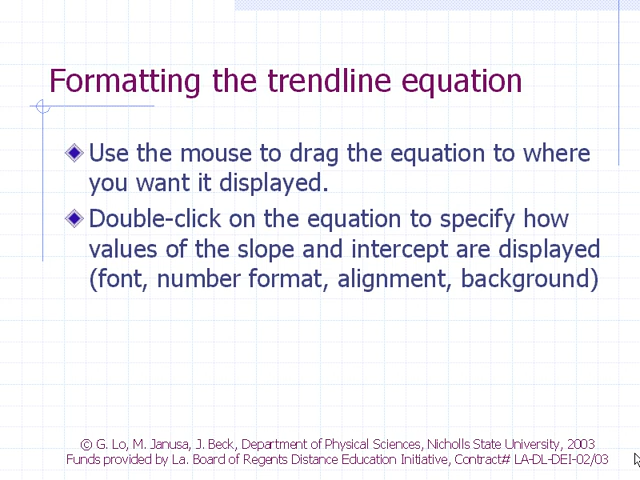 Formatting the trendline equation
Use the mouse to drag the equation to where
you want it displayed.
Double-click on the equation to specify how
values of the slope and intercept are displayed
(font, number format, alignment, background)
© G. Lo, M. Janusa, J. Beck, Department of Physical Sciences, Nicholls State University, 2003
Funds provided by La. Board of Regents Distance Education Initiative, Contract# LA-DL-DEI-02/03